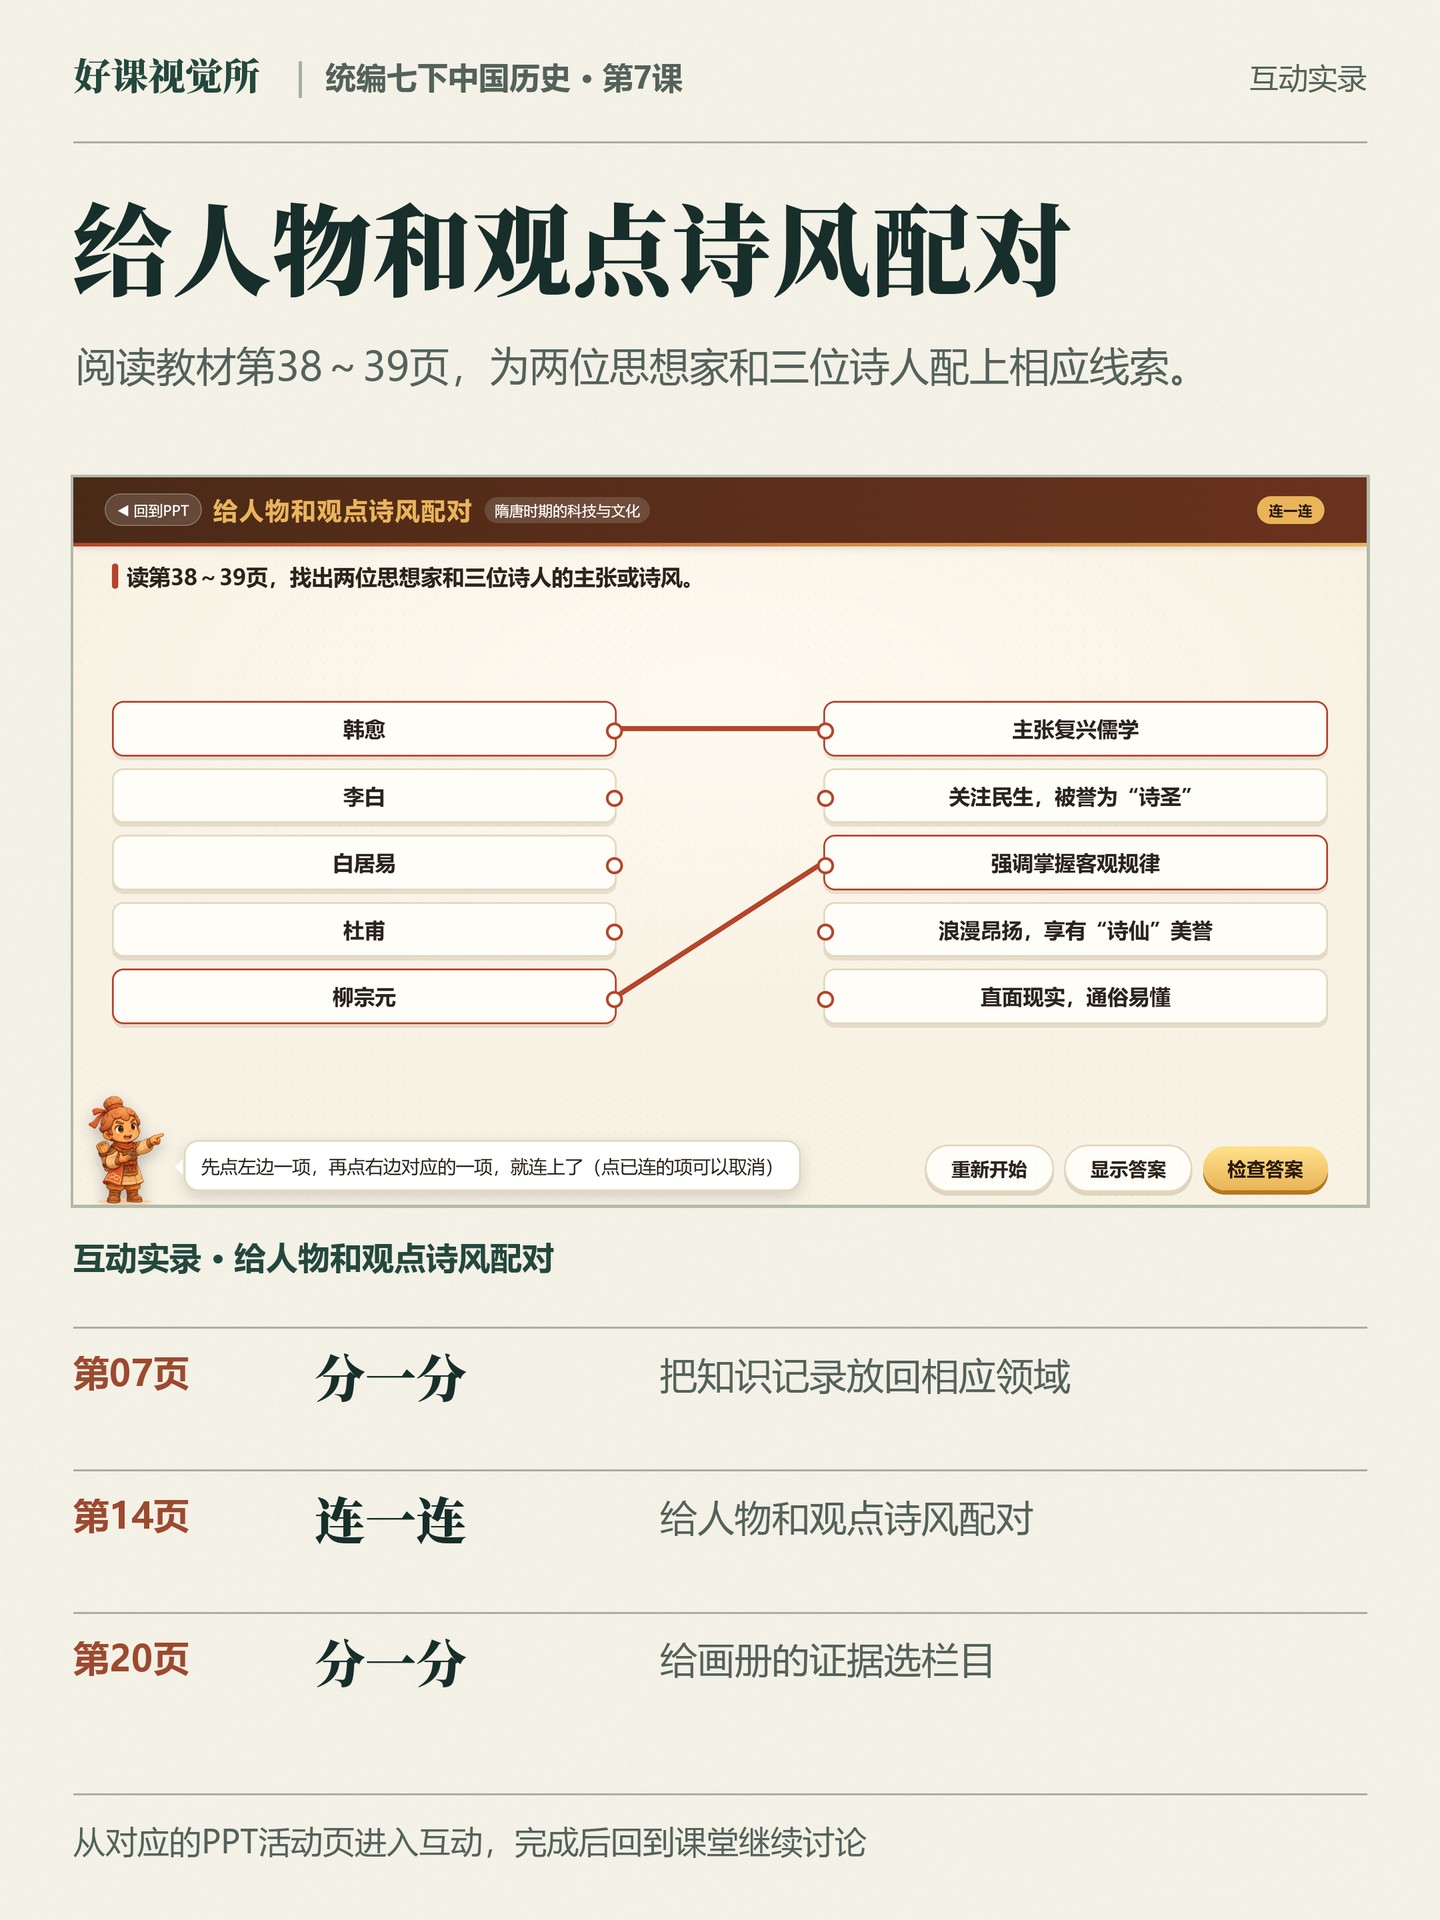 好课视觉所 | 统编七下中国历史·第7课
互动实录
给人物和观点诗风配对
阅读教材第38～39页，为两位思想家和三位诗人配上相应线索。
◀ 回到PPT 给人物和观点诗风配对 隋唐时期的科技与文化 连一连
读第38～39页，找出两位思想家和三位诗人的主张或诗风。
韩愈 主张复兴儒学
李白 关注民生，被誉为“诗圣”
白居易 强调掌握客观规律
杜甫 浪漫昂扬，享有“诗仙”美誉
柳宗元 直面现实，通俗易懂
先点左边一项，再点右边对应的一项，就连上了（点已连的项可以取消）
重新开始 显示答案 检查答案
互动实录·给人物和观点诗风配对
第07页 分一分 把知识记录放回相应领域
第14页 连一连 给人物和观点诗风配对
第20页 分一分 给画册的证据选栏目
从对应的PPT活动页进入互动，完成后回到课堂继续讨论